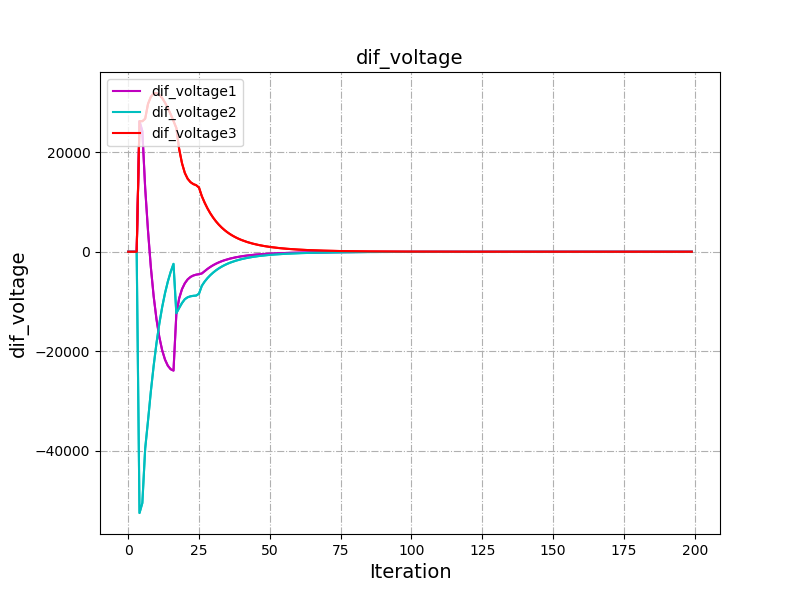 dif_voltage
dif_voltage1
dif_voltage2
dif_voltage3
dif_voltage
20000
0
−20000
−40000
0 25 50 75 100 125 150 175 200
Iteration